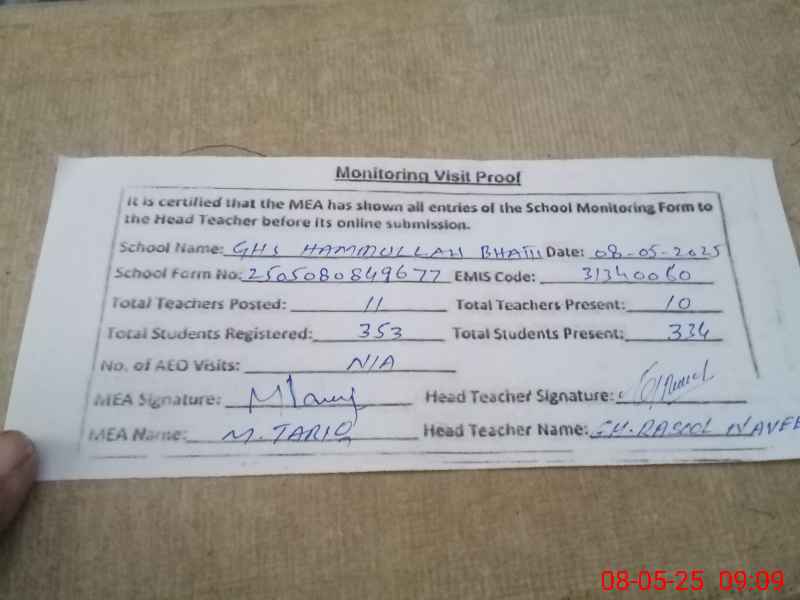 Monitoring Visit Proof
It is certified that the MEA has shown all entries of the School Monitoring Form to
the Head Teacher before its online submission.
School Name: GHS HAMMULLAH BHATTI Date: 08-05-2025
School Form No: 2505080849677 EMIS Code: 31340060
Total Teachers Posted: 11 Total Teachers Present: 10
Total Students Registered: 353 Total Students Present: 334
No. of AEO Visits: N/A
MEA Signature: Head Teacher Signature:
MEA Name: M. TARIQ Head Teacher Name: GH. RASOOL NAVEE
08-05-25 09:09